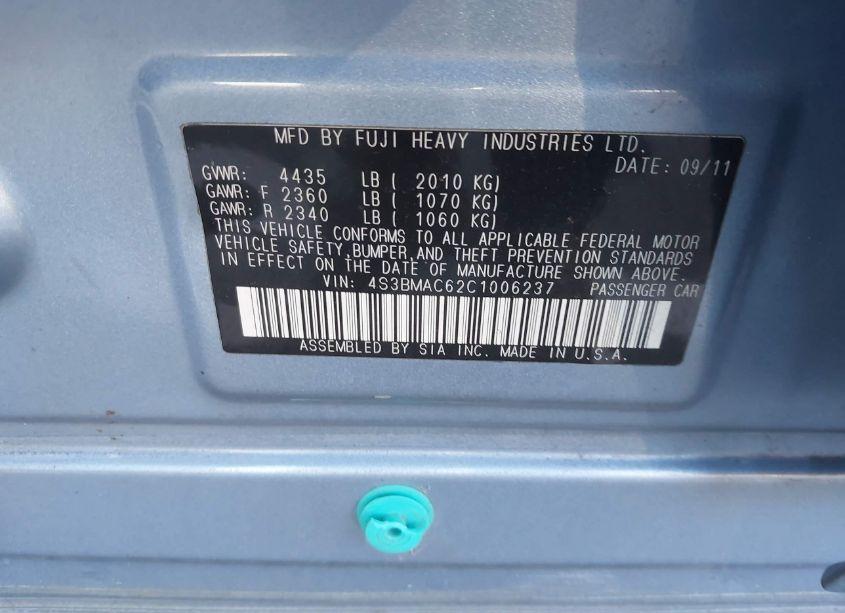 MFD BY FUJI HEAVY INDUSTRIES LTD.
DATE: 09/11
GVWR: 4435 LB ( 2010 KG)
GAWR: F 2360 LB ( 1070 KG)
GAWR: R 2340 LB ( 1060 KG)
THIS VEHICLE CONFORMS TO ALL APPLICABLE FEDERAL MOTOR
VEHICLE SAFETY,BUMPER,AND THEFT PREVENTION STANDARDS
IN EFFECT ON THE DATE OF MANUFACTURE SHOWN ABOVE.
VIN: 4S3BMAC62C1006237 PASSENGER CAR
ASSEMBLED BY SIA INC. MADE IN U.S.A.